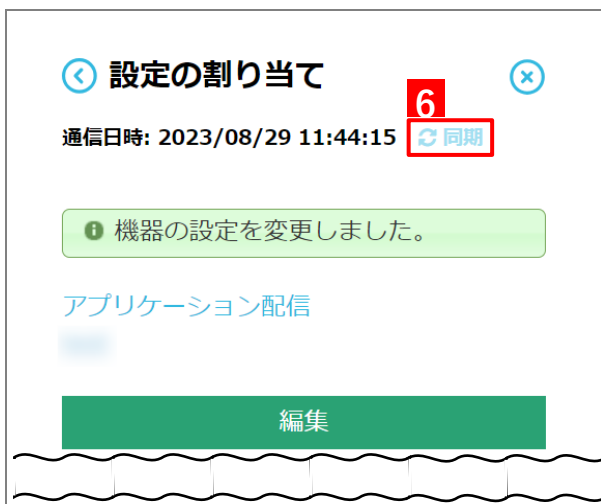 設定の割り当て
6
通信日時: 2023/08/29 11:44:15 同期
機器の設定を変更しました。
アプリケーション配信
編集